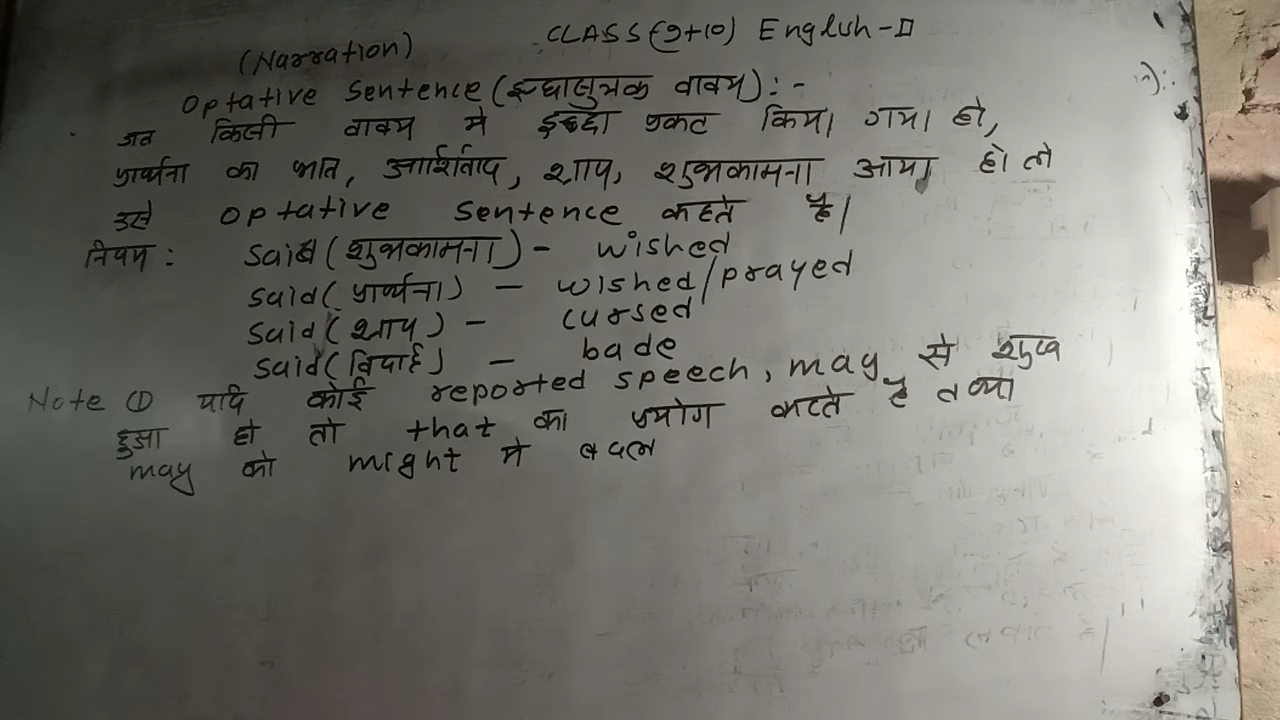 CLASS (9+10) English-II
(Narration)
Optative Sentence (इच्छासुचक वाक्य) : -
जब किसी वाक्य मे इच्छा प्रकट किया गया हो,
प्रार्थना का भाव, आर्शिवाद, श्राप, शुभकामना आया हो तो
उसे Optative Sentence कहते है।
नियम : Said (शुभकामना) - wished
Said (प्रार्थना) - wished/prayed
Said (श्राप) - cursed
Said (विदाई) - bade
Note ① यदि कोई reported speech, may से शुरु
हुआ हो तो that का प्रयोग करते है तथा
may को might मे बदल